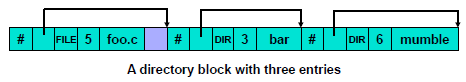 # FILE 5 foo.c # DIR 3 bar # DIR 6 mumble
A directory block with three entries